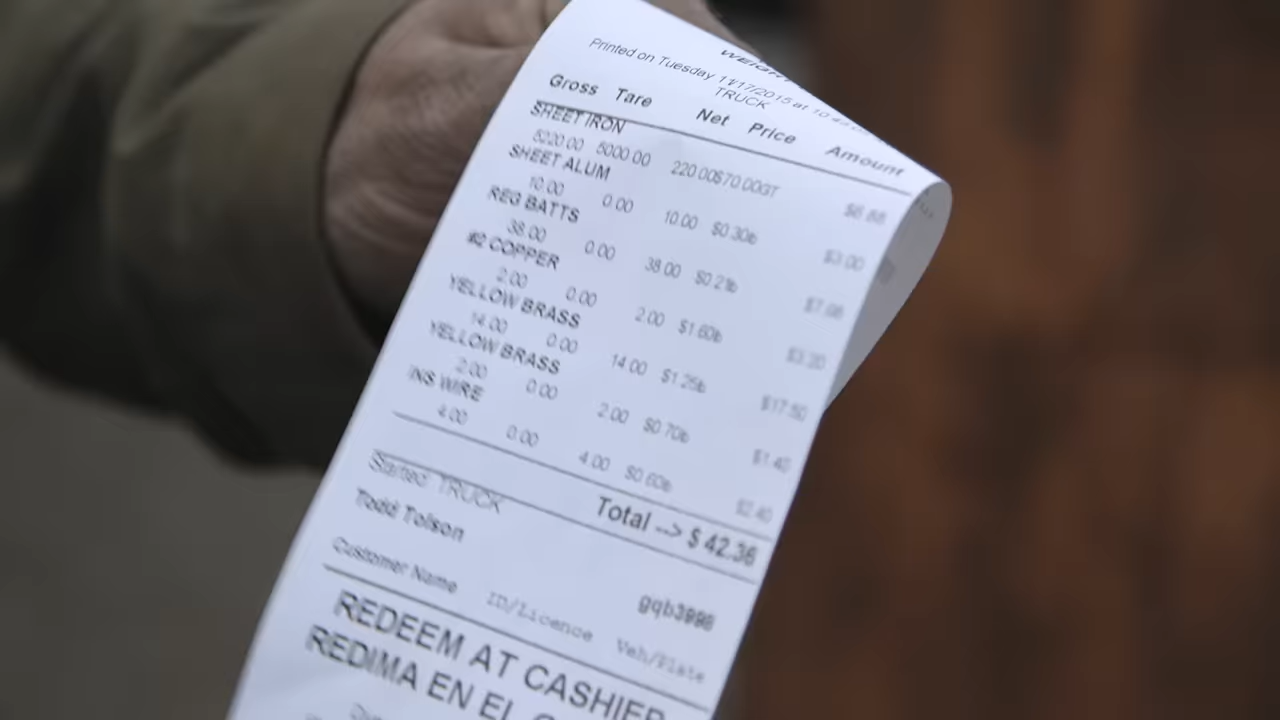 WEIGH
Printed on Tuesday 11/17/2015 at 10:45
TRUCK
Gross Tare Net Price Amount
SHEET IRON
5220.00 5000.00 220.00$70.00GT $6.88
SHEET ALUM
10.00 0.00 10.00 $0.30lb $3.00
REG BATTS
38.00 0.00 38.00 $0.21lb $7.98
#2 COPPER
2.00 0.00 2.00 $1.60lb $3.20
YELLOW BRASS
14.00 0.00 14.00 $1.25lb $17.50
YELLOW BRASS
2.00 0.00 2.00 $0.70lb $1.40
INS WIRE
4.00 0.00 4.00 $0.60lb $2.40
Total --> $ 42.36
Started: TRUCK
Todd Tolson gqb3998
Customer Name ID/Licence Veh/Plate
REDEEM AT CASHIER
REDIMA EN EL